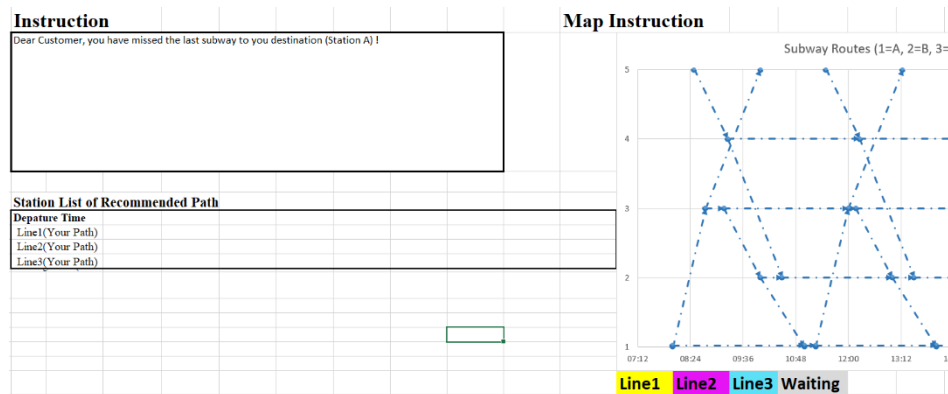 Instruction
Map Instruction
Dear Customer, you have missed the last subway to you destination (Station A) !
Subway Routes (1=A, 2=B, 3=
5
4
3
2
1
07:12 08:24 09:36 10:48 12:00 13:12 1
Station List of Recommended Path
Depature Time
Line1(Your Path)
Line2(Your Path)
Line3(Your Path)
Line1 Line2 Line3 Waiting